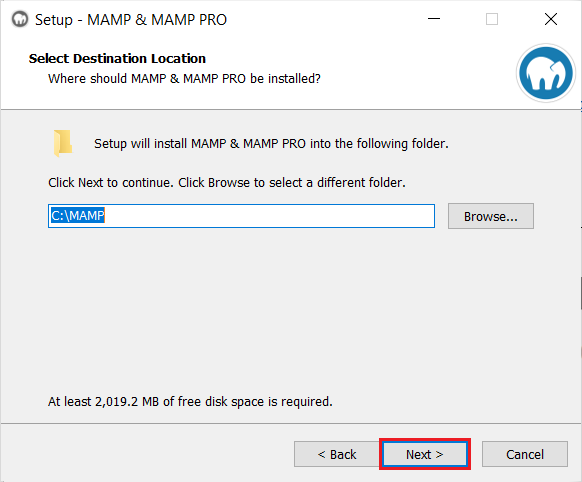 Setup - MAMP & MAMP PRO
Select Destination Location
Where should MAMP & MAMP PRO be installed?
Setup will install MAMP & MAMP PRO into the following folder.
Click Next to continue. Click Browse to select a different folder.
C:\MAMP
Browse...
At least 2,019.2 MB of free disk space is required.
< Back
Next >
Cancel